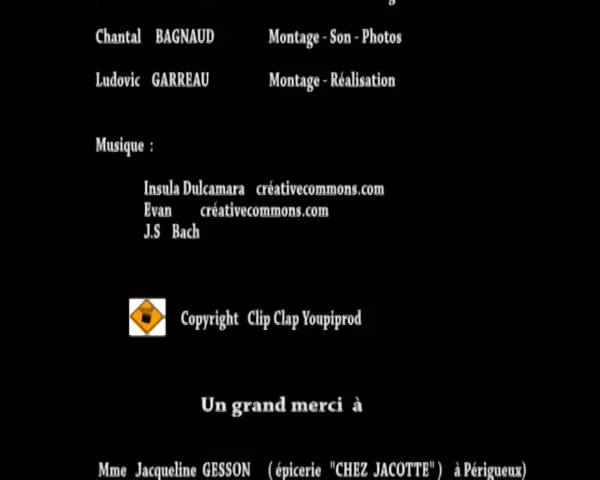 Chantal BAGNAUD Montage - Son - Photos
Ludovic GARREAU Montage - Réalisation
Musique :
Insula Dulcamara créativecommons.com
Evan créativecommons.com
J.S Bach
Copyright Clip Clap Youpiprod
Un grand merci à
Mme Jacqueline GESSON ( épicerie "CHEZ JACOTTE" ) à Périgueux)